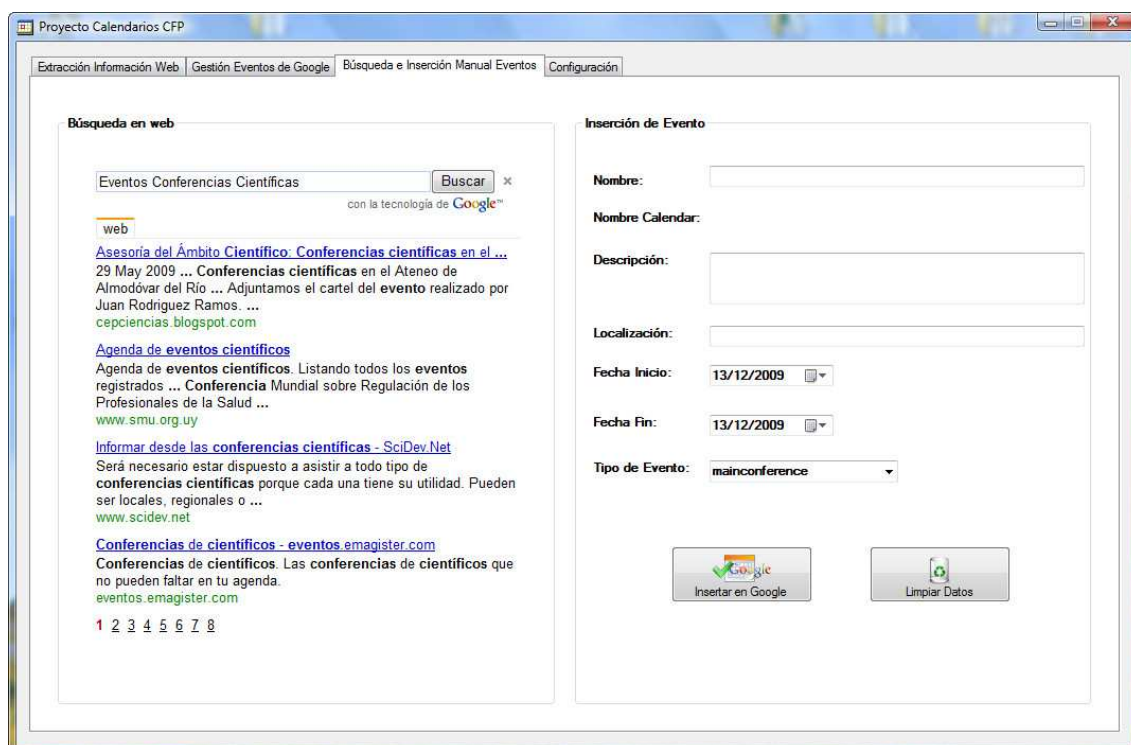 Proyecto Calendarios CFP
Extracción Información Web
Gestión Eventos de Google
Búsqueda e Inserción Manual Eventos
Configuración
Búsqueda en web
Eventos Conferencias Científicas
Buscar
con la tecnología de Google™
web
Asesoría del Ámbito Científico: Conferencias científicas en el ...
29 May 2009 ... Conferencias científicas en el Ateneo de
Almodóvar del Río ... Adjuntamos el cartel del evento realizado por
Juan Rodriguez Ramos. ...
cepciencias.blogspot.com
Agenda de eventos científicos
Agenda de eventos científicos. Listando todos los eventos
registrados ... Conferencia Mundial sobre Regulación de los
Profesionales de la Salud ...
www.smu.org.uy
Informar desde las conferencias científicas - SciDev.Net
Será necesario estar dispuesto a asistir a todo tipo de
conferencias científicas porque cada una tiene su utilidad. Pueden
ser locales, regionales o ...
www.scidev.net
Conferencias de científicos - eventos.emagister.com
Conferencias de científicos. Las conferencias de científicos que
no pueden faltar en tu agenda.
eventos.emagister.com
1 2 3 4 5 6 7 8
Inserción de Evento
Nombre:
Nombre Calendar:
Descripción:
Localización:
Fecha Inicio: 13/12/2009
Fecha Fin: 13/12/2009
Tipo de Evento: mainconference
Google
Insertar en Google
Limpiar Datos